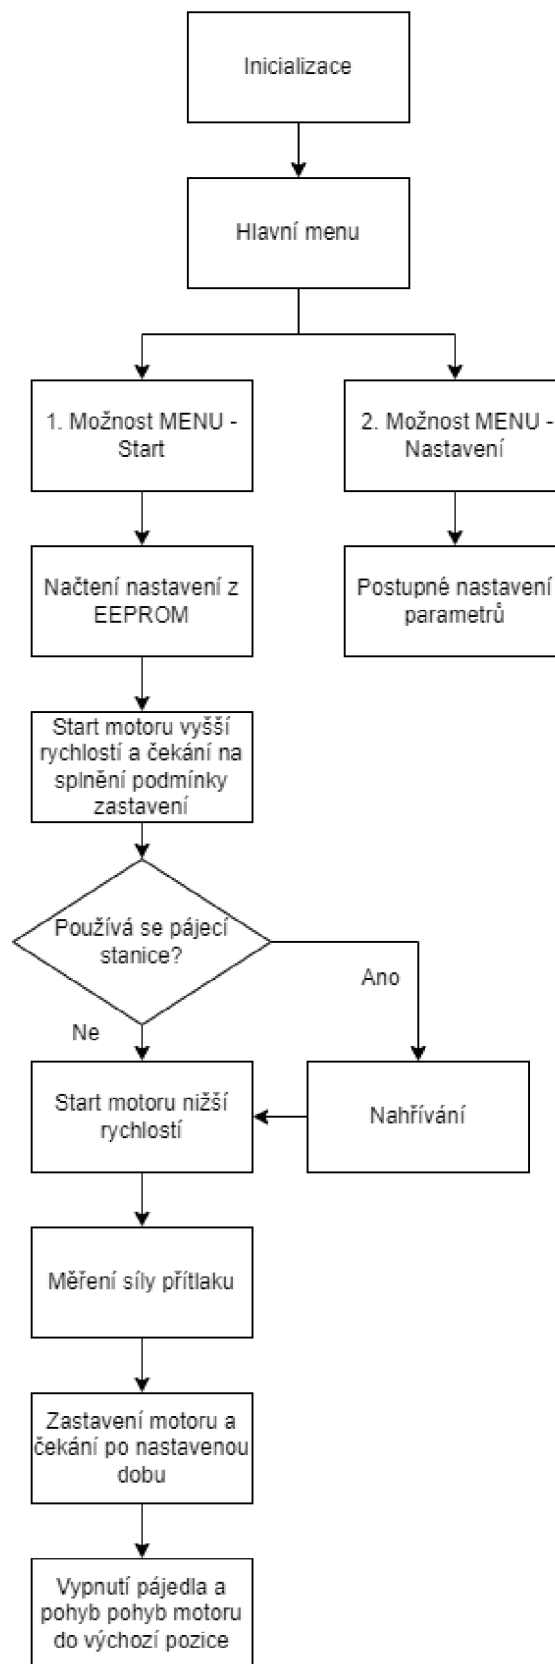 Inicializace
Hlavní menu
1. Možnost MENU -
Start
2. Možnost MENU -
Nastavení
Načtení nastavení z
EEPROM
Postupné nastavení
parametrů
Start motoru vyšší
rychlostí a čekání na
splnění podmínky
zastavení
Používá se pájecí
stanice?
Ano
Ne
Start motoru nižší
rychlostí
Nahřívání
Měření síly přítlaku
Zastavení motoru a
čekání po nastavenou
dobu
Vypnutí pájedla a
pohyb pohyb motoru
do výchozí pozice